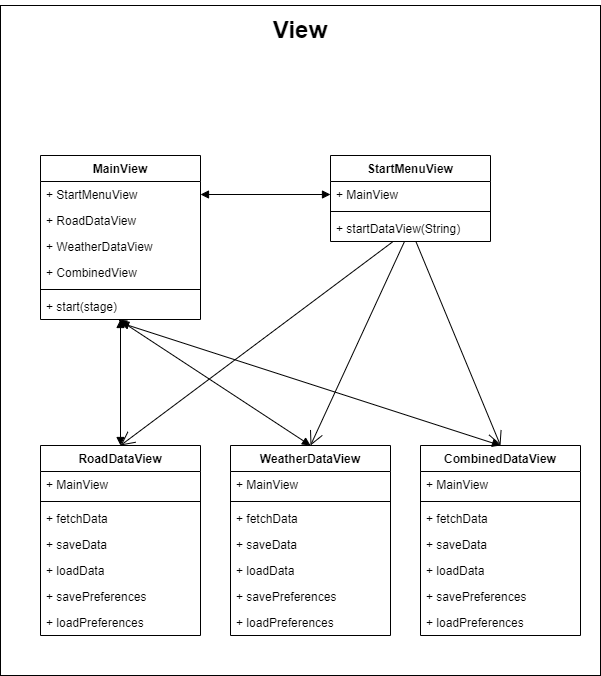 View
MainView
+ StartMenuView
+ RoadDataView
+ WeatherDataView
+ CombinedView
+ start(stage)
StartMenuView
+ MainView
+ startDataView(String)
RoadDataView
+ MainView
+ fetchData
+ saveData
+ loadData
+ savePreferences
+ loadPreferences
WeatherDataView
+ MainView
+ fetchData
+ saveData
+ loadData
+ savePreferences
+ loadPreferences
CombinedDataView
+ MainView
+ fetchData
+ saveData
+ loadData
+ savePreferences
+ loadPreferences